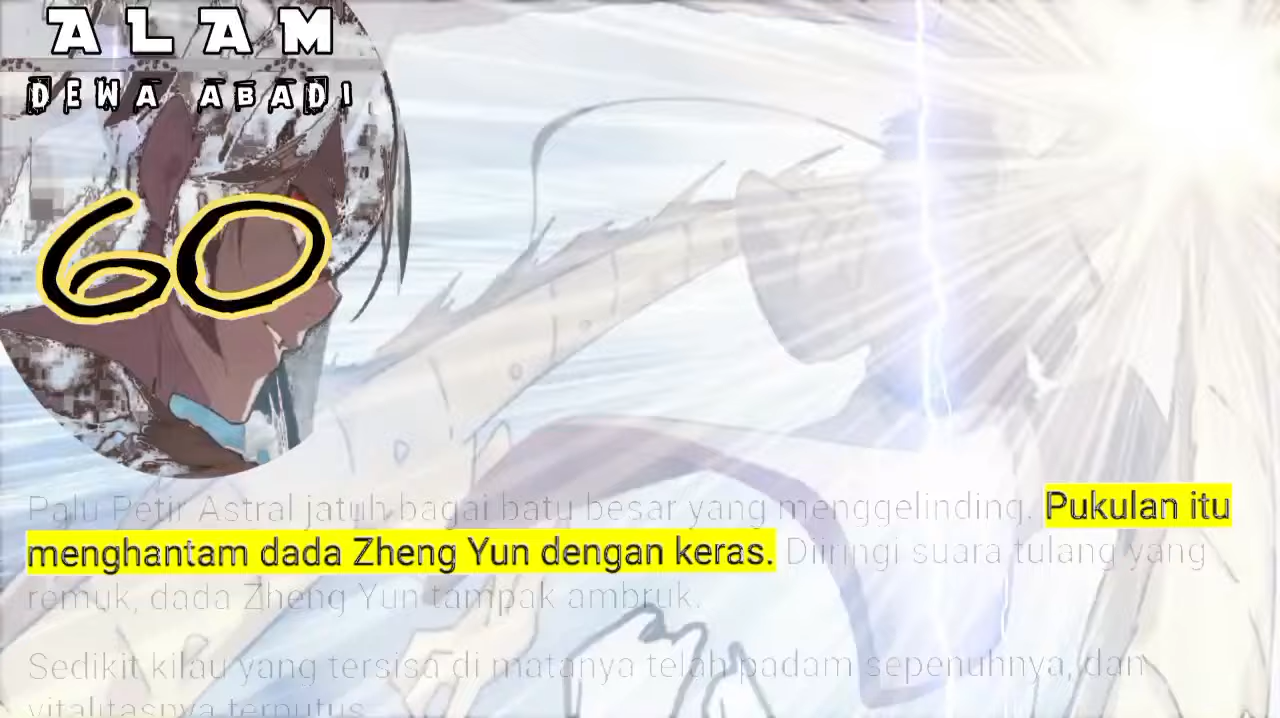 ALAM
DEWA ABADI
60
Palu Petir Astral jatuh bagai batu besar yang menggelinding. Pukulan itu
menghantam dada Zheng Yun dengan keras. Diiringi suara tulang yang
remuk, dada Zheng Yun tampak ambruk.
Sedikit kilau yang tersisa di matanya telah padam sepenuhnya, dan
vitalitasnya terputus.